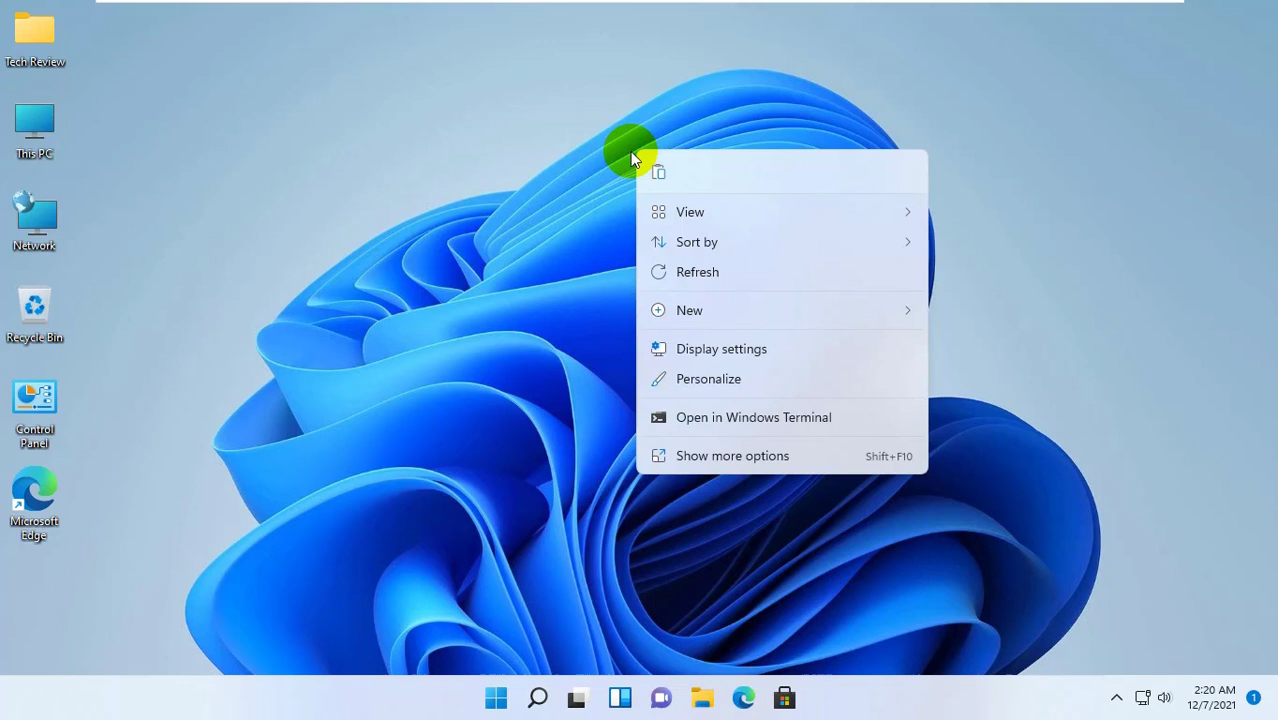 Tech Review
This PC
Network
Recycle Bin
Control
Panel
Microsoft
Edge
View
Sort by
Refresh
New
Display settings
Personalize
Open in Windows Terminal
Show more options Shift+F10
2:20 AM
12/7/2021
1